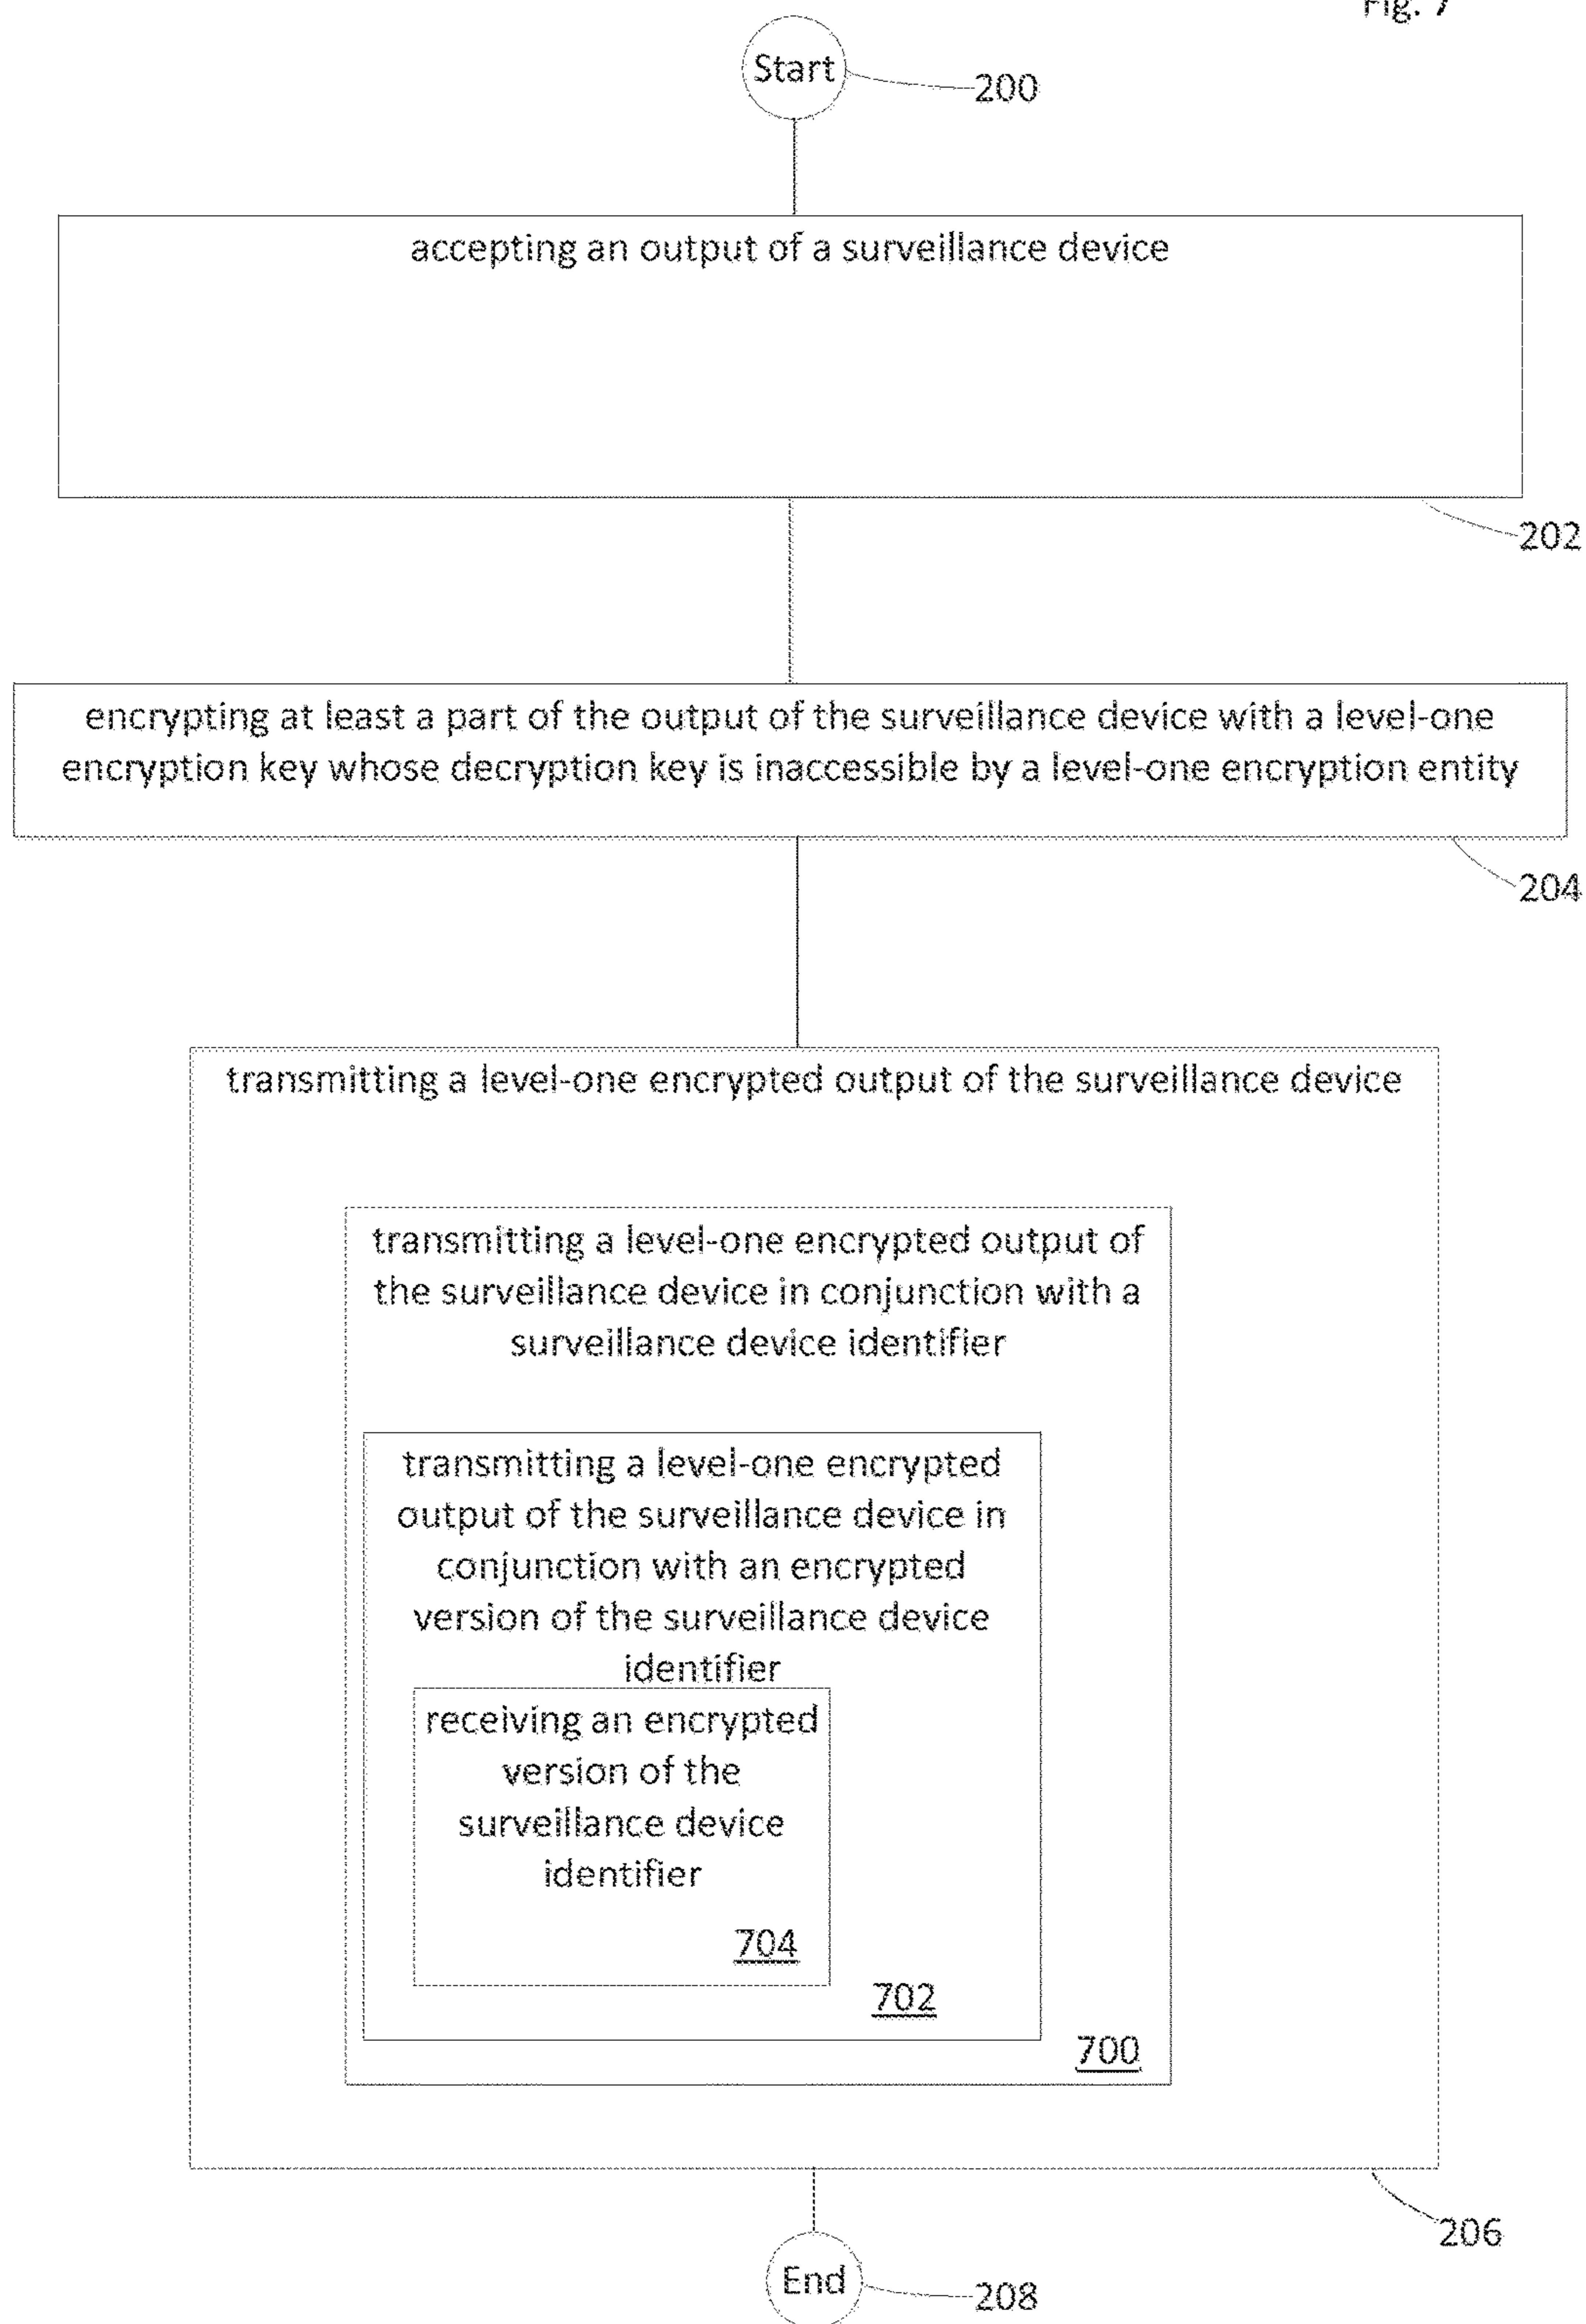 Fig. 7
Start
200
accepting an output of a surveillance device
202
encrypting at least a part of the output of the surveillance device with a level-one
encryption key whose decryption key is inaccessible by a level-one encryption entity
204
transmitting a level-one encrypted output of the surveillance device
transmitting a level-one encrypted output of
the surveillance device in conjunction with a
surveillance device identifier
transmitting a level-one encrypted
output of the surveillance device in
conjunction with an encrypted
version of the surveillance device
identifier
receiving an encrypted
version of the
surveillance device
identifier
704
702
700
206
End
208